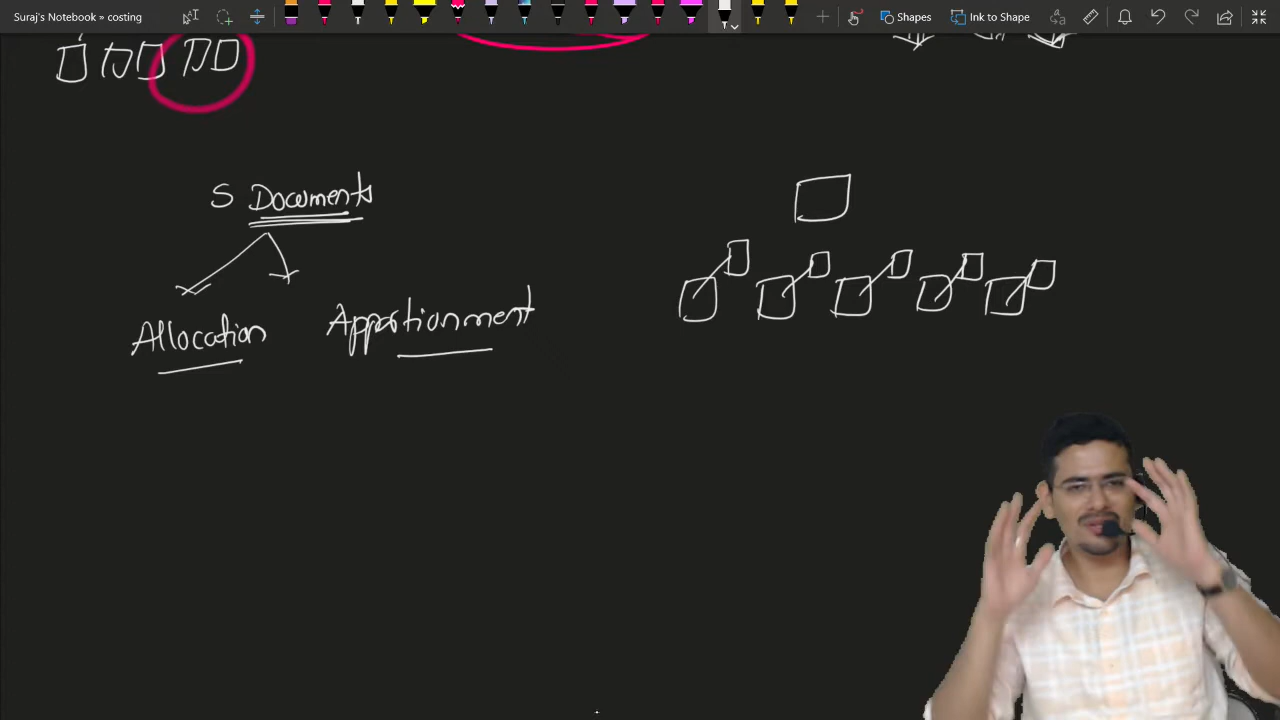 Suraj's Notebook » costing
Shapes
Ink to Shape
S Documents
Allocation
Apportionment